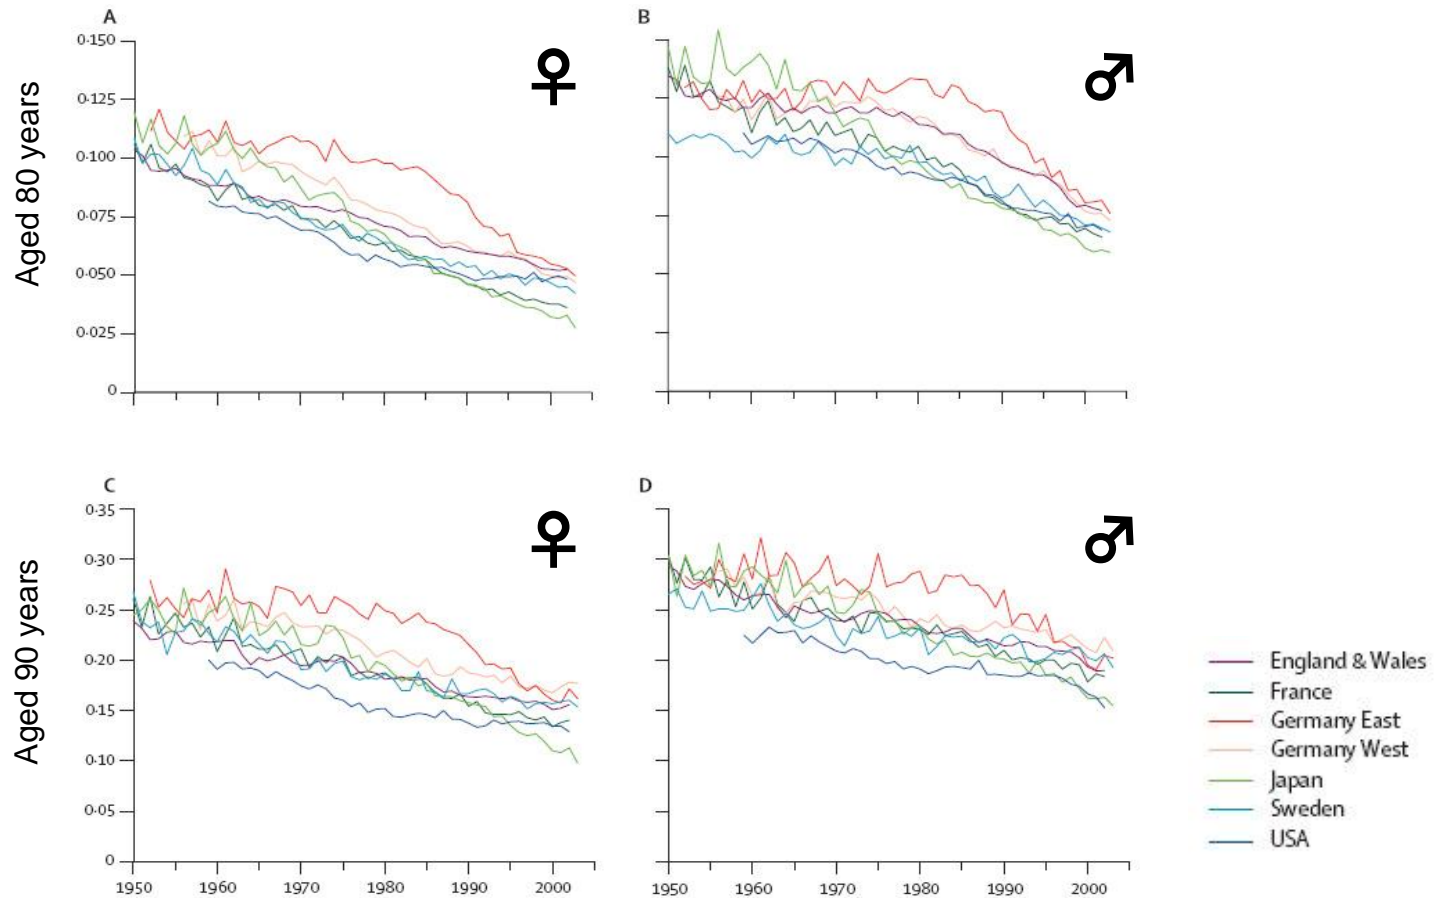 A
B
Aged 80 years
0·150
0·125
0·100
0·075
0·050
0·025
0
♀
♂
C
D
Aged 90 years
0·35
0·30
0·25
0·20
0·15
0·10
0·05
0
♀
♂
1950 1960 1970 1980 1990 2000
1950 1960 1970 1980 1990 2000
England & Wales
France
Germany East
Germany West
Japan
Sweden
USA